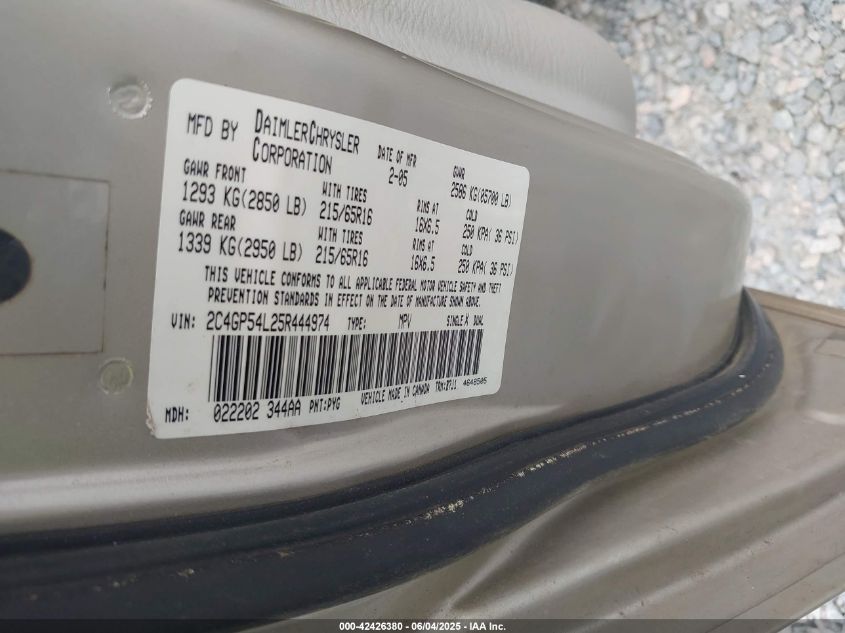 MFD BY DAIMLERCHRYSLER CORPORATION DATE OF MFR 2-05 GVWR 2586 KG(05700 LB)
GAWR FRONT WITH TIRES RIMS AT COLD
1293 KG(2850 LB) 215/65R16 16X6.5 250 KPA( 36 PSI)
GAWR REAR WITH TIRES RIMS AT COLD
1339 KG(2950 LB) 215/65R16 16X6.5 250 KPA( 36 PSI)
THIS VEHICLE CONFORMS TO ALL APPLICABLE FEDERAL MOTOR VEHICLE SAFETY AND THEFT
PREVENTION STANDARDS IN EFFECT ON THE DATE OF MANUFACTURE SHOWN ABOVE.
VIN: 2C4GP54L25R444974 TYPE: MPV SINGLE X DUAL
MDH: 022202 344AA PNT:PYG VEHICLE MADE IN CANADA 4648505
000-42426380 | 06/04/2025 | IAA Inc.